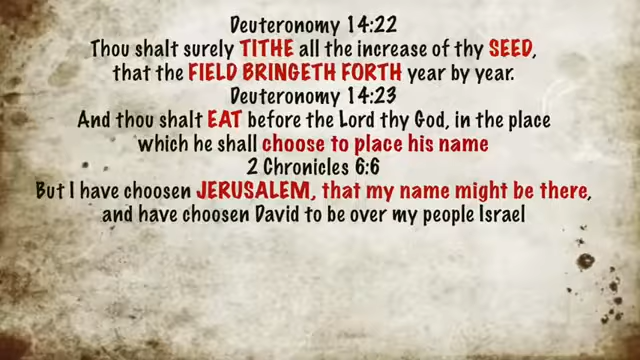 Deuteronomy 14:22
Thou shalt surely TITHE all the increase of thy SEED,
that the FIELD BRINGETH FORTH year by year.
Deuteronomy 14:23
And thou shalt EAT before the Lord thy God, in the place
which he shall choose to place his name
2 Chronicles 6:6
But I have choosen JERUSALEM, that my name might be there,
and have choosen David to be over my people Israel